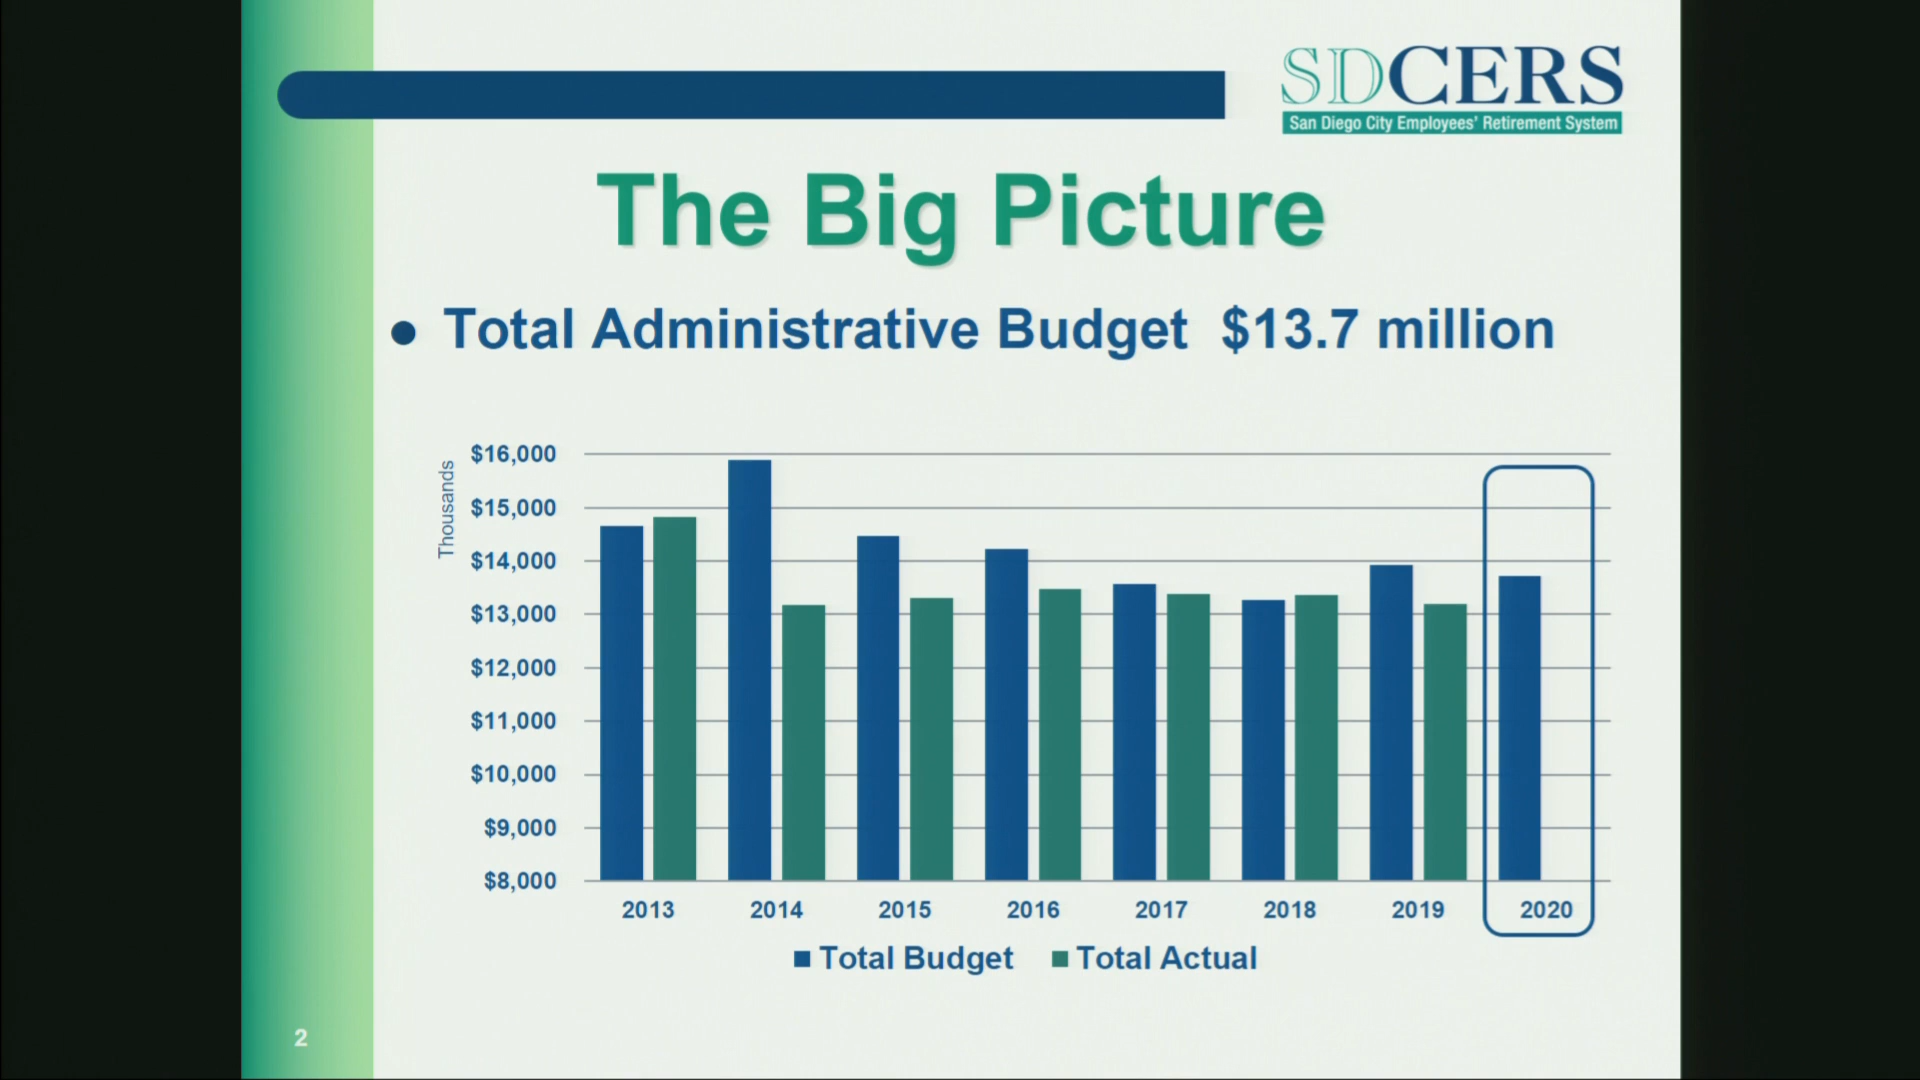 SDCERS
San Diego City Employees' Retirement System
The Big Picture
• Total Administrative Budget $13.7 million
Thousands
$16,000
$15,000
$14,000
$13,000
$12,000
$11,000
$10,000
$9,000
$8,000
2013 2014 2015 2016 2017 2018 2019 2020
Total Budget Total Actual
2